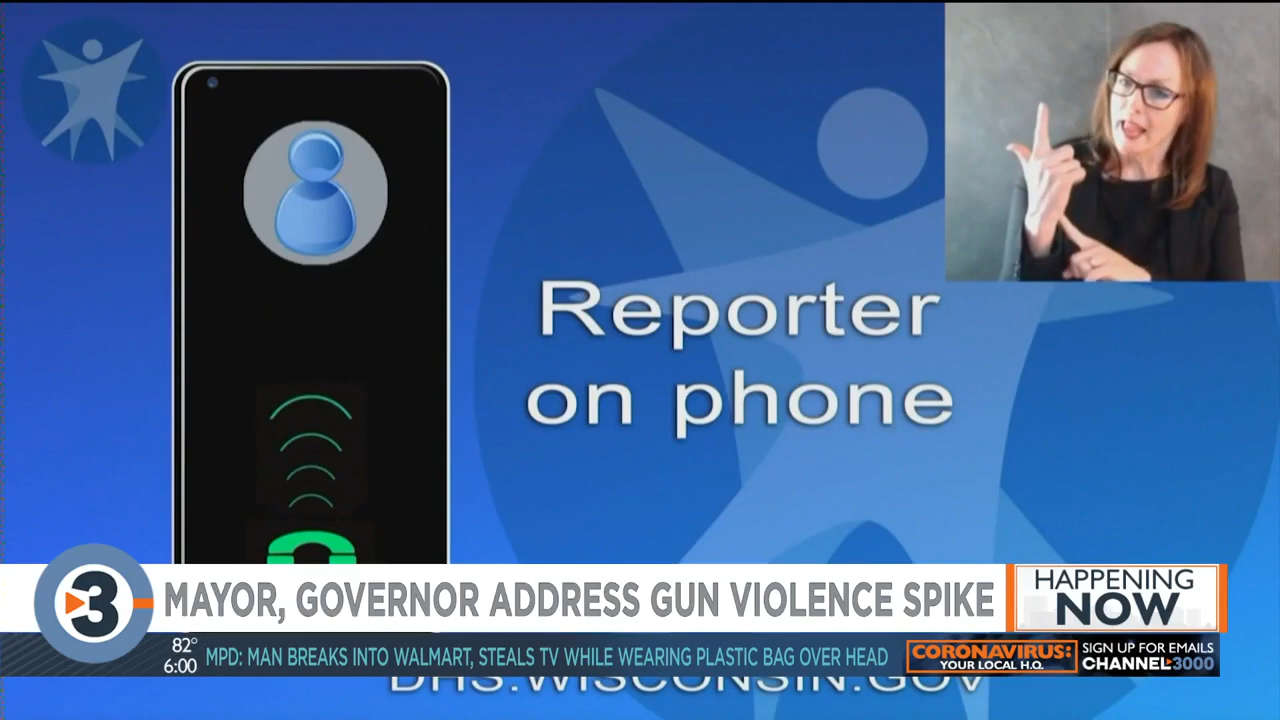 Reporter
on phone
3
MAYOR, GOVERNOR ADDRESS GUN VIOLENCE SPIKE
HAPPENING
NOW
82°
6:00
MPD: MAN BREAKS INTO WALMART, STEALS TV WHILE WEARING PLASTIC BAG OVER HEAD
CORONAVIRUS:
YOUR LOCAL H.Q.
SIGN UP FOR EMAILS
CHANNEL3000
DHS.WISCONSIN.GOV